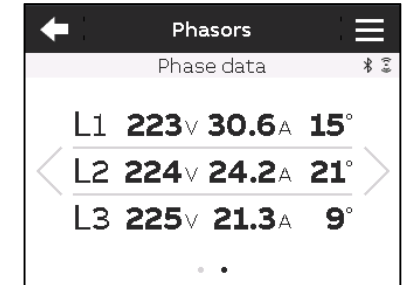 Phasors
Phase data
L1 223V 30.6A 15°
L2 224V 24.2A 21°
L3 225V 21.3A 9°